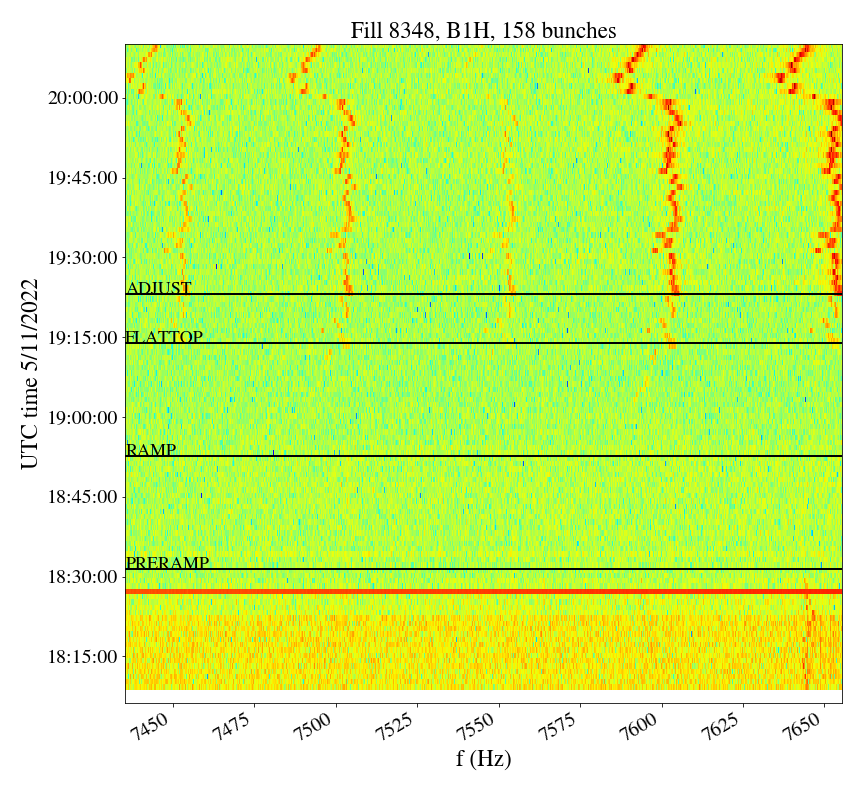 Fill 8348, B1H, 158 bunches
20:00:00
19:45:00
19:30:00
ADJUST
19:15:00
FLATTOP
19:00:00
RAMP
18:45:00
PRERAMP
18:30:00
18:15:00
UTC time 5/11/2022
7450
7475
7500
7525
7550
7575
7600
7625
7650
f (Hz)